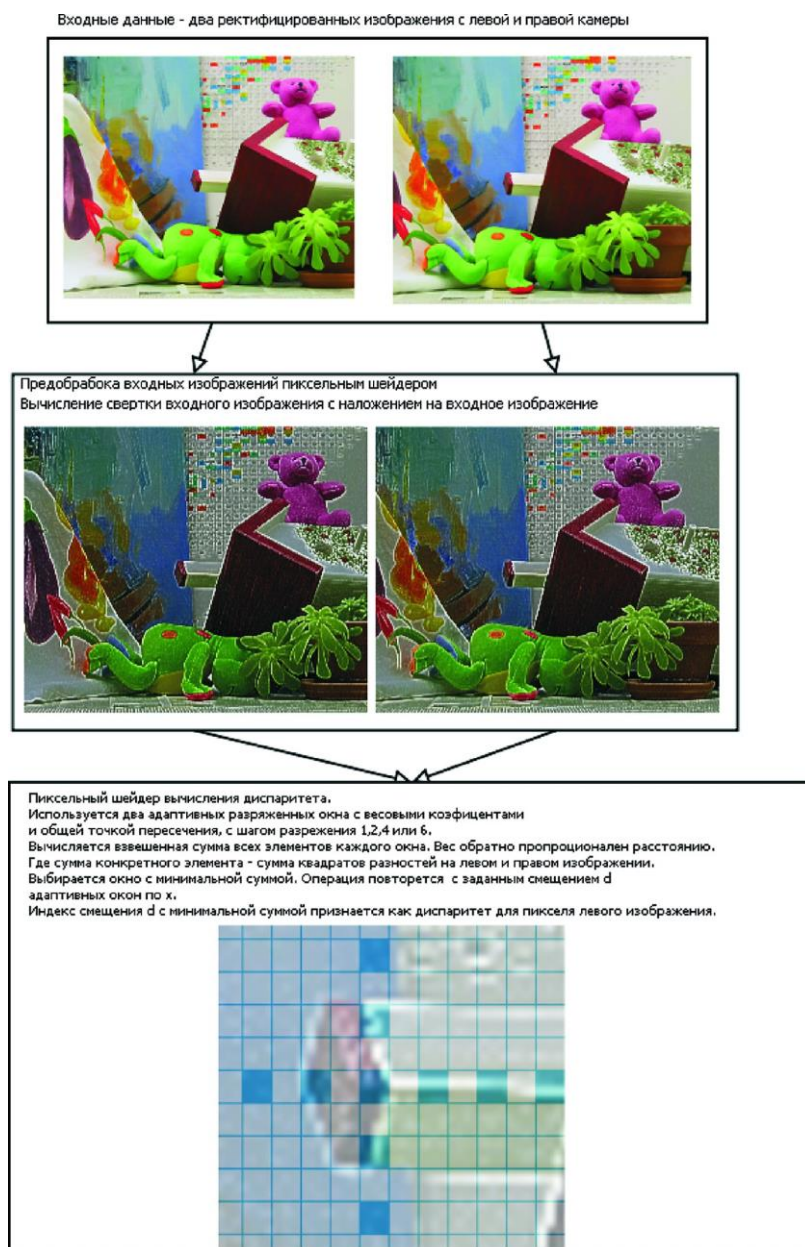 Входные данные - два ректифицированных изображения с левой и правой камеры
Предобрабока входных изображений пиксельным шейдером
Вычисление свертки входного изображения с наложением на входное изображение
Пиксельный шейдер вычисления диспаритета.
Используется два адаптивных разряженных окна с весовыми коэфицентами
и общей точкой пересечения, с шагом разрежения 1,2,4 или 6.
Вычисляется взвешенная сумма всех элементов каждого окна. Вес обратно пропроционален расстоянию.
Где сумма конкретного элемента - сумма квадратов разностей на левом и правом изображении.
Выбирается окно с минимальной суммой. Операция повторется с заданным смещением d
адаптивных окон по x.
Индекс смещения d с минимальной суммой признается как диспаритет для пикселя левого изображения.